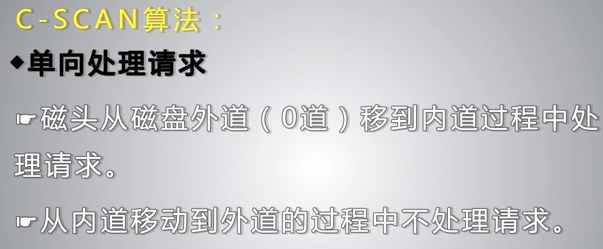 C-SCAN算法：
◆单向处理请求
☛磁头从磁盘外道（0道）移到内道过程中处
理请求。
☛从内道移动到外道的过程中不处理请求。